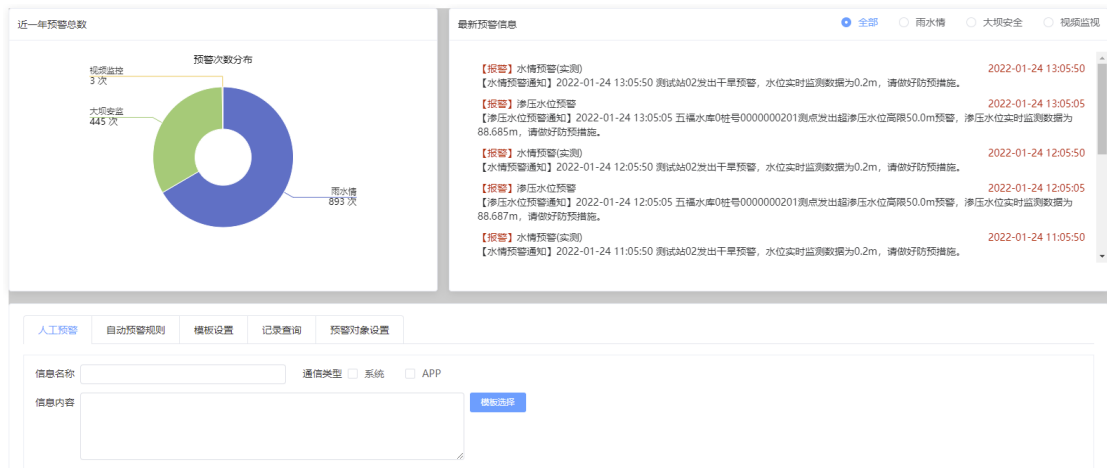 近一年预警总数
预警次数分布
视频监控
3 次
大坝安监
445 次
雨水情
893 次
最新预警信息
全部 雨水情 大坝安全 视频监视
【报警】水情预警(实测) 2022-01-24 13:05:50
【水情预警通知】2022-01-24 13:05:50 测试站02发出干旱预警，水位实时监测数据为0.2m，请做好防预措施。
【报警】渗压水位预警 2022-01-24 13:05:05
【渗压水位预警通知】2022-01-24 13:05:05 五福水库0桩号0000000201测点发出超渗压水位高限50.0m预警，渗压水位实时监测数据为
88.685m，请做好防预措施。
【报警】水情预警(实测) 2022-01-24 12:05:50
【水情预警通知】2022-01-24 12:05:50 测试站02发出干旱预警，水位实时监测数据为0.2m，请做好防预措施。
【报警】渗压水位预警 2022-01-24 12:05:05
【渗压水位预警通知】2022-01-24 12:05:05 五福水库0桩号0000000201测点发出超渗压水位高限50.0m预警，渗压水位实时监测数据为
88.687m，请做好防预措施。
【报警】水情预警(实测) 2022-01-24 11:05:50
【水情预警通知】2022-01-24 11:05:50 测试站02发出干旱预警，水位实时监测数据为0.2m，请做好防预措施。
人工预警 自动预警规则 模板设置 记录查询 预警对象设置
信息名称 通信类型 系统 APP
信息内容 模板选择